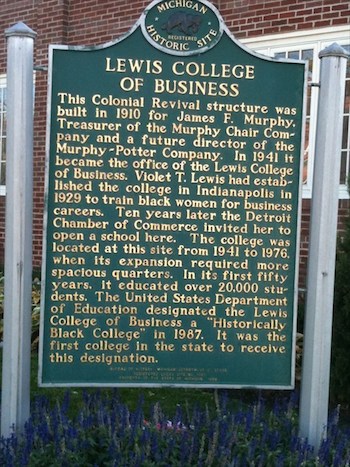 MICHIGAN
REGISTERED
HISTORIC SITE
LEWIS COLLEGE
OF BUSINESS
This Colonial Revival structure was
built in 1910 for James F. Murphy,
Treasurer of the Murphy Chair Com-
pany and a future director of the
Murphy-Potter Company. In 1941 it
became the office of the Lewis College
of Business. Violet T. Lewis had estab-
lished the college in Indianapolis in
1929 to train black women for business
careers. Ten years later the Detroit
Chamber of Commerce invited her to
open a school here. The college was
located at this site from 1941 to 1976,
when its expansion required more
spacious quarters. In its first fifty
years, it educated over 20,000 stu-
dents. The United States Department
of Education designated the Lewis
College of Business a "Historically
Black College" in 1987. It was the
first college in the state to receive
this designation.